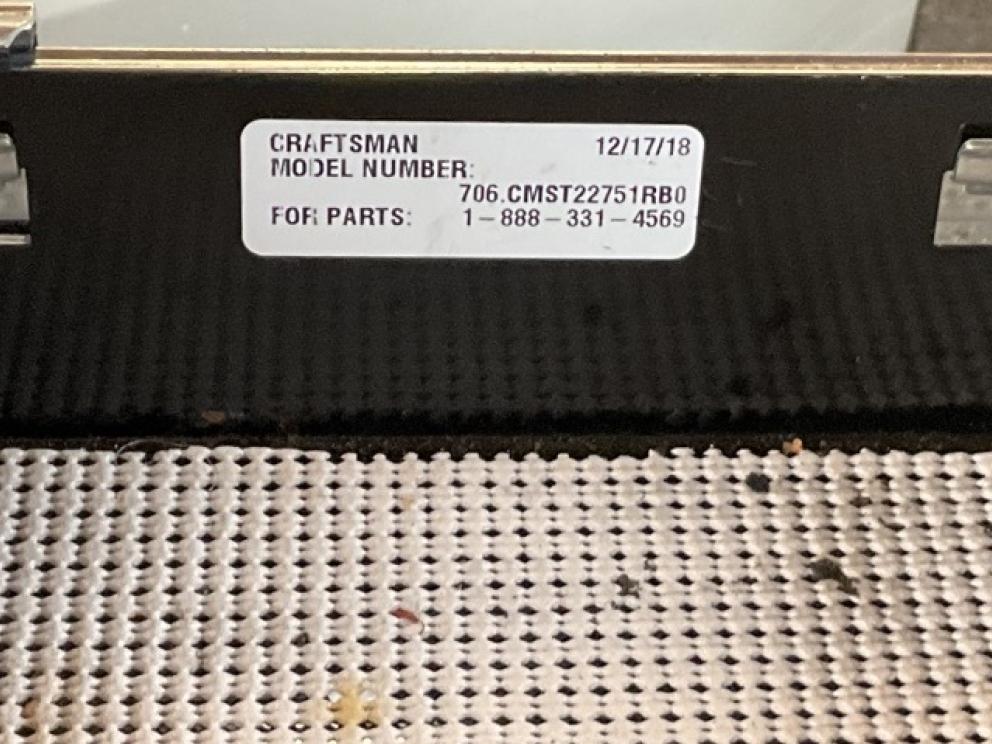 CRAFTSMAN 12/17/18
MODEL NUMBER:
706.CMST22751RB0
FOR PARTS: 1-888-331-4569